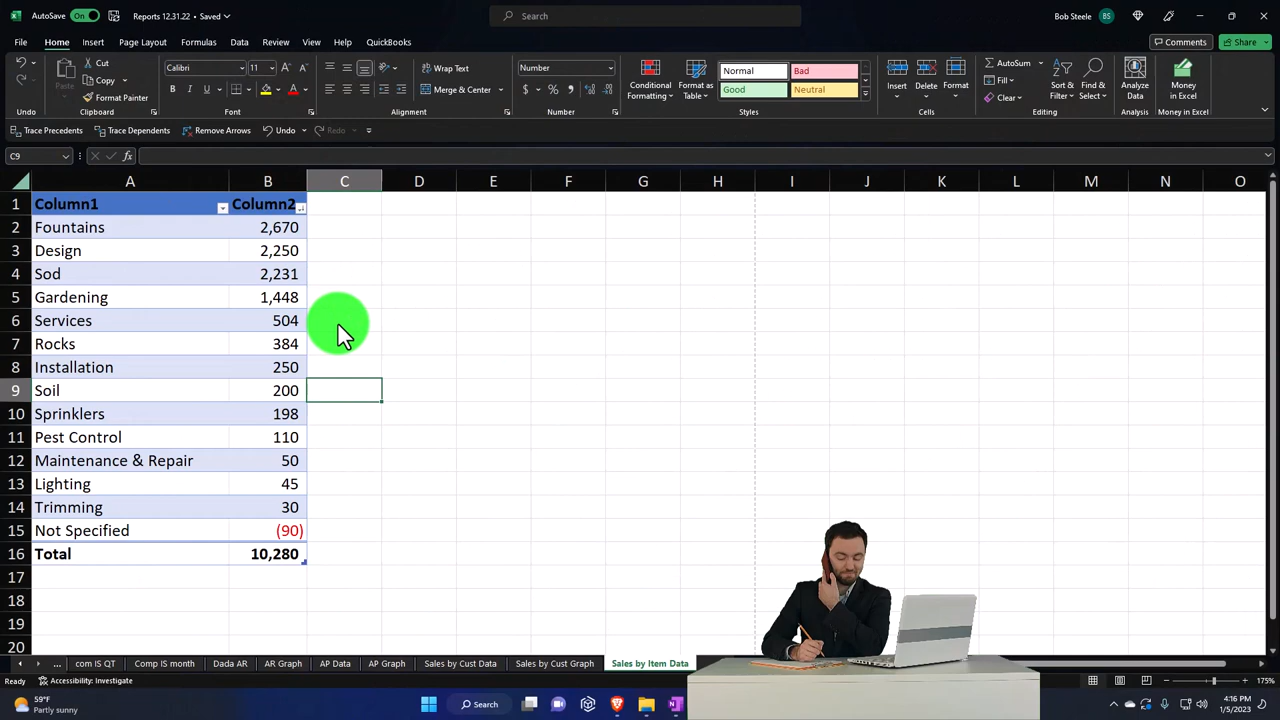 AutoSave On Reports 12.31.22 • Saved Search Bob Steele BS
File Home Insert Page Layout Formulas Data Review View Help QuickBooks Comments Share
Cut Calibri 11 Wrap Text Number Normal Bad AutoSum
Copy Conditional Format as Insert Delete Format Fill Sort & Find & Analyze Money
Paste Format Painter B I U Merge & Center $ % Formatting Table Good Neutral Clear Filter Select Data in Excel
Undo Clipboard Font Alignment Number Styles Cells Editing Analysis Money in Excel
Trace Precedents Trace Dependents Remove Arrows Undo Redo
C9 fx
A B C D E F G H I J K L M N O
1 Column1 Column2
2 Fountains 2,670
3 Design 2,250
4 Sod 2,231
5 Gardening 1,448
6 Services 504
7 Rocks 384
8 Installation 250
9 Soil 200
10 Sprinklers 198
11 Pest Control 110
12 Maintenance & Repair 50
13 Lighting 45
14 Trimming 30
15 Not Specified (90)
16 Total 10,280
17
18
19
20
... com IS QT Comp IS month Dada AR AR Graph AP Data AP Graph Sales by Cust Data Sales by Cust Graph Sales by Item Data
Ready Accessibility: Investigate 175%
59°F
Partly sunny
Search
4:16 PM
1/5/2023